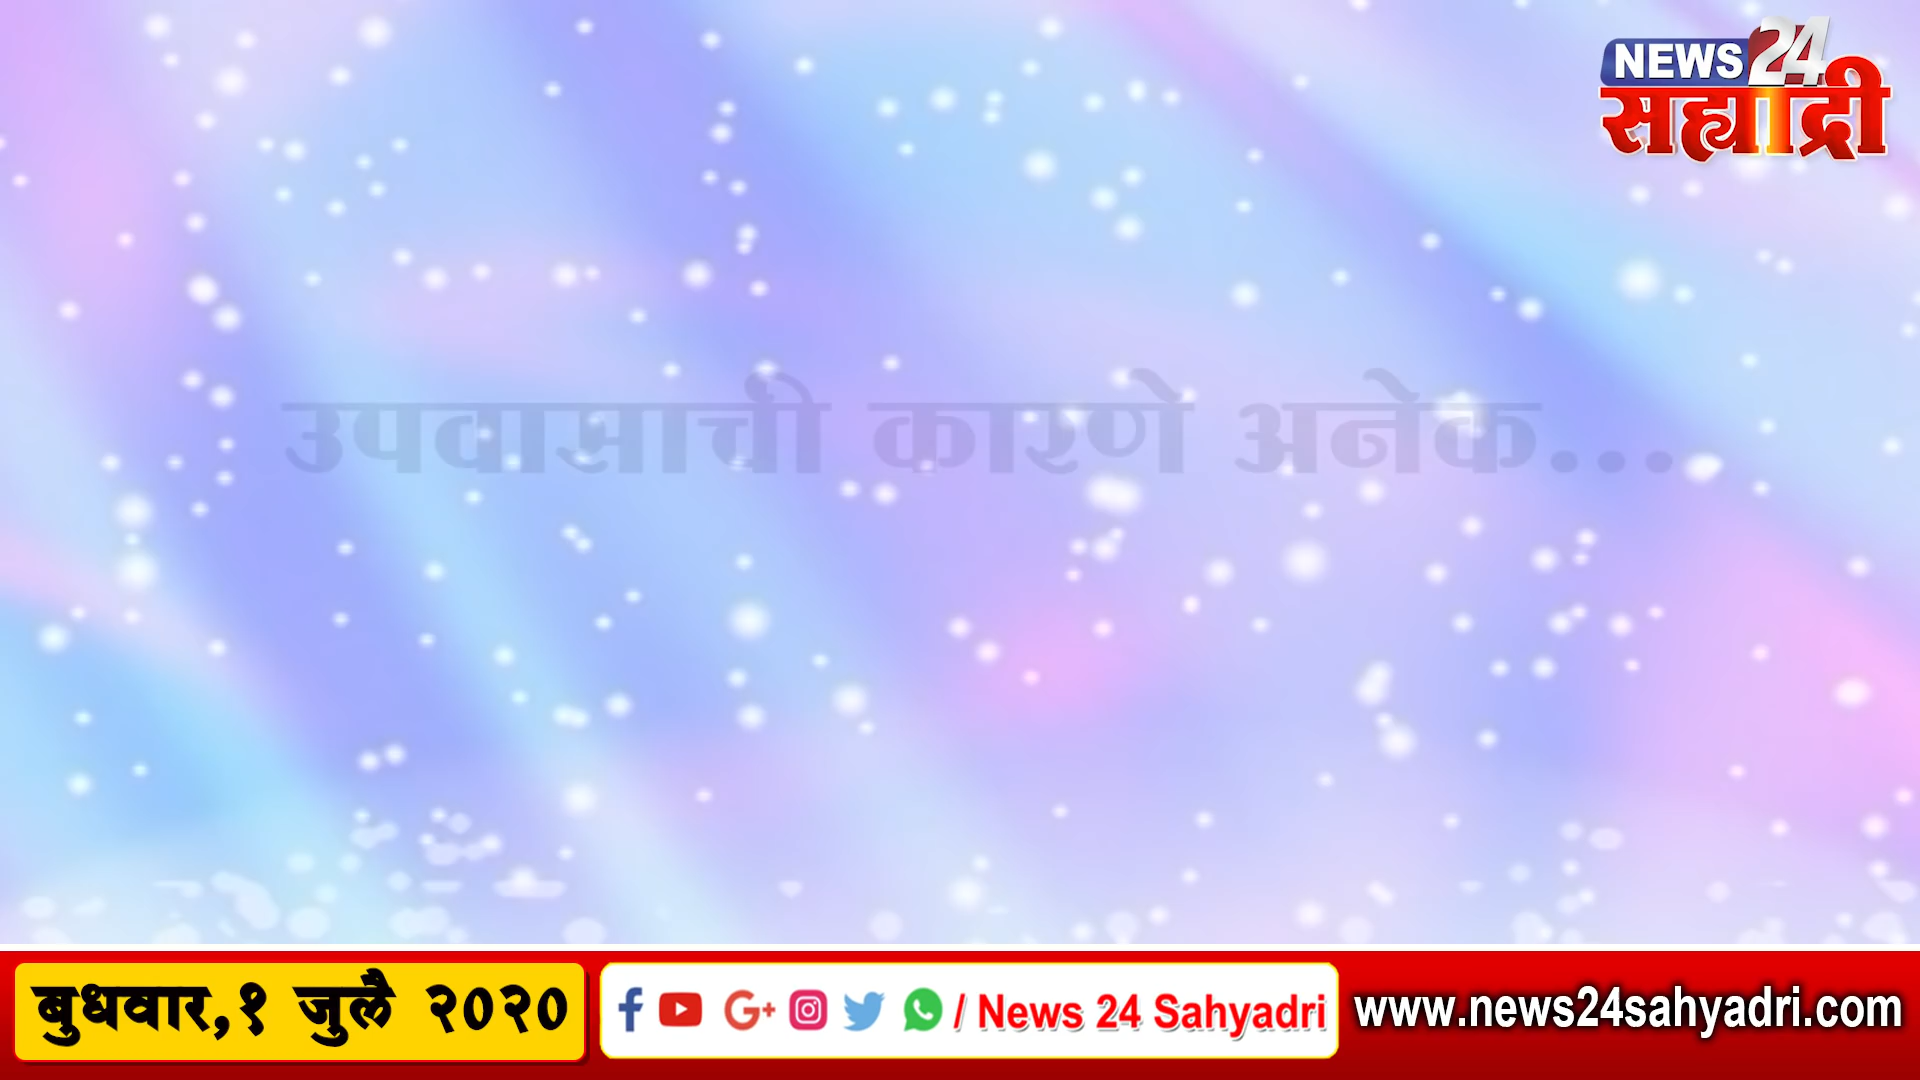 NEWS 24
सह्याद्री
उपवासाची कारणे अनेक...
बुधवार,१ जुलै २०२०
/ News 24 Sahyadri
www.news24sahyadri.com